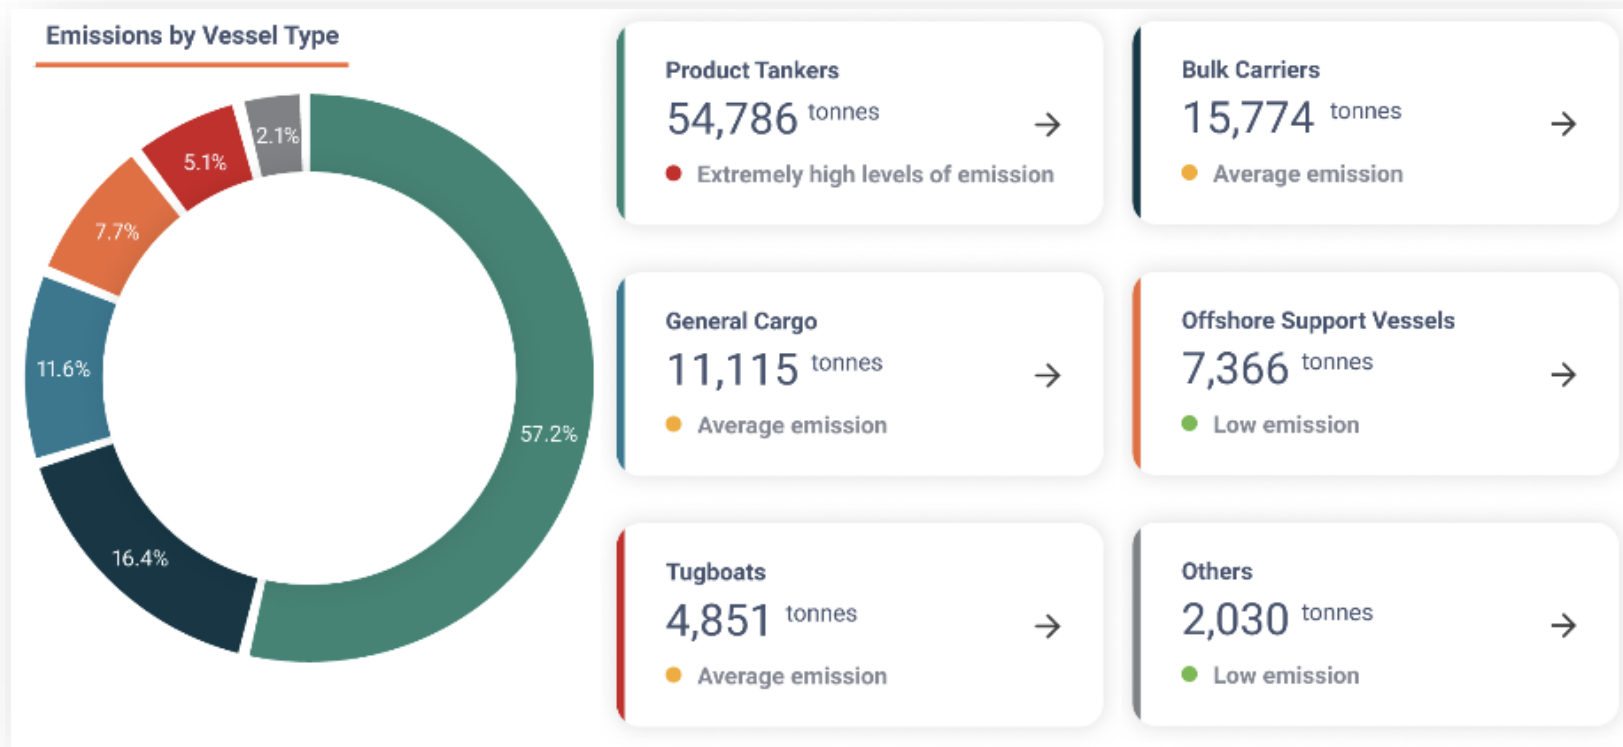 Emissions by Vessel Type
2.1%
5.1%
7.7%
11.6%
57.2%
16.4%
Product Tankers
54,786 tonnes
Extremely high levels of emission
Bulk Carriers
15,774 tonnes
Average emission
General Cargo
11,115 tonnes
Average emission
Offshore Support Vessels
7,366 tonnes
Low emission
Tugboats
4,851 tonnes
Average emission
Others
2,030 tonnes
Low emission